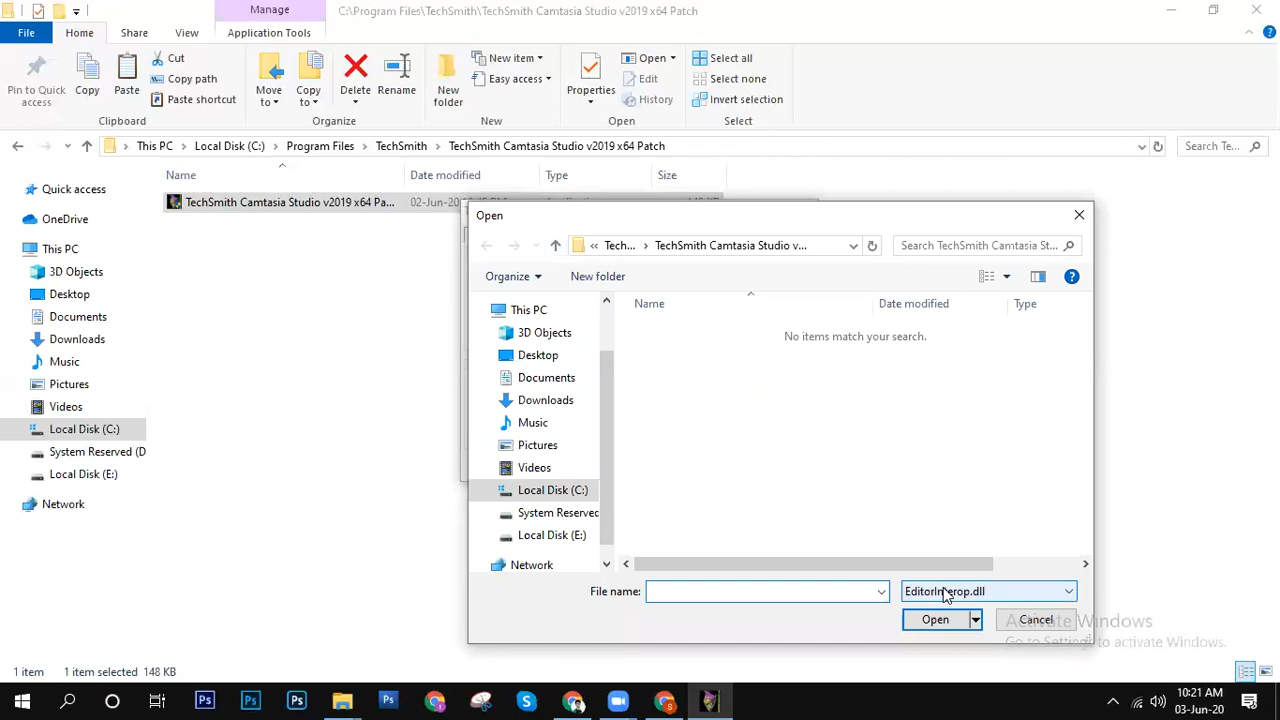 Manage
C:\Program Files\TechSmith\TechSmith Camtasia Studio v2019 x64 Patch
File
Home
Share
View
Application Tools
Pin to Quick access
Copy
Paste
Cut
Copy path
Paste shortcut
Clipboard
Move to
Copy to
Delete
Rename
Organize
New folder
New item
Easy access
New
Properties
Open
Edit
History
Open
Select all
Select none
Invert selection
Select
This PC
Local Disk (C:)
Program Files
TechSmith
TechSmith Camtasia Studio v2019 x64 Patch
Search Te...
Name
Date modified
Type
Size
TechSmith Camtasia Studio v2019 x64 Pa...
02-Jun-20
Quick access
OneDrive
This PC
3D Objects
Desktop
Documents
Downloads
Music
Pictures
Videos
Local Disk (C:)
System Reserved (D
Local Disk (E:)
Network
Open
« Tech...
TechSmith Camtasia Studio v...
Search TechSmith Camtasia St...
Organize
New folder
Name
Date modified
Type
No items match your search.
This PC
3D Objects
Desktop
Documents
Downloads
Music
Pictures
Videos
Local Disk (C:)
System Reserved
Local Disk (E:)
Network
File name:
EditorInterop.dll
Open
Cancel
Activate Windows
Go to Settings to activate Windows.
1 item
1 item selected 148 KB
10:21 AM
03-Jun-20